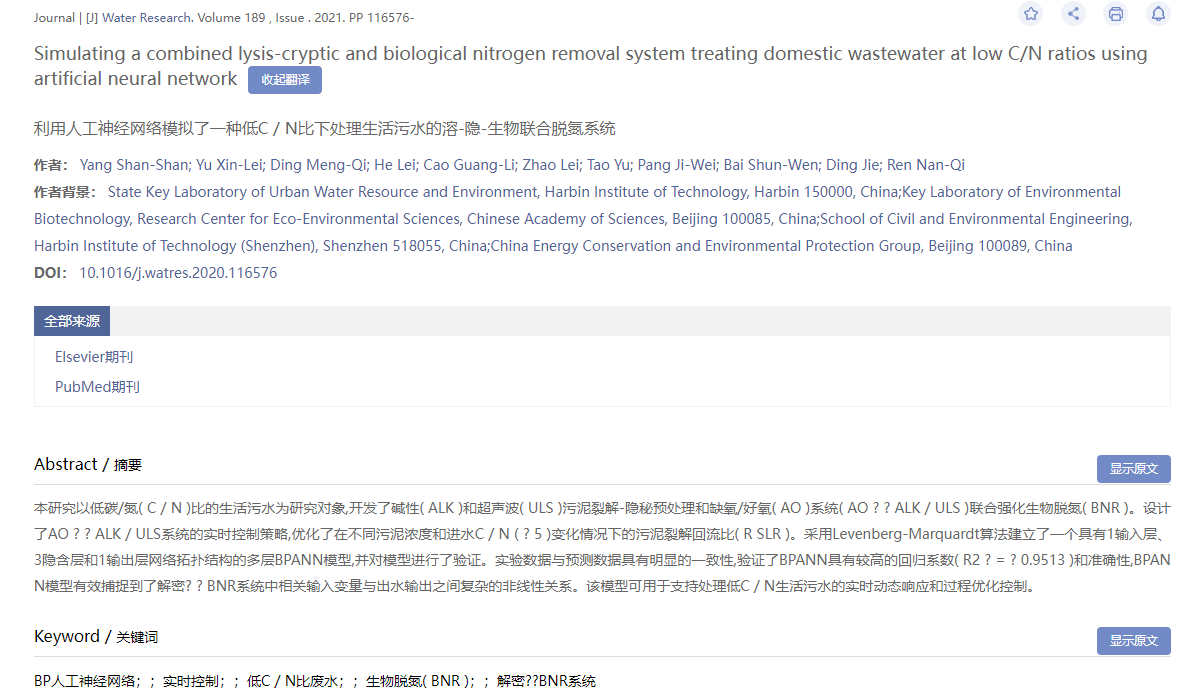 Journal | [J] Water Research. Volume 189 , Issue . 2021. PP 116576-
Simulating a combined lysis-cryptic and biological nitrogen removal system treating domestic wastewater at low C/N ratios using
artificial neural network 收起翻译
利用人工神经网络模拟了一种低C / N比下处理生活污水的溶-隐-生物联合脱氮系统
作者： Yang Shan-Shan; Yu Xin-Lei; Ding Meng-Qi; He Lei; Cao Guang-Li; Zhao Lei; Tao Yu; Pang Ji-Wei; Bai Shun-Wen; Ding Jie; Ren Nan-Qi
作者背景： State Key Laboratory of Urban Water Resource and Environment, Harbin Institute of Technology, Harbin 150000, China;Key Laboratory of Environmental
Biotechnology, Research Center for Eco-Environmental Sciences, Chinese Academy of Sciences, Beijing 100085, China;School of Civil and Environmental Engineering,
Harbin Institute of Technology (Shenzhen), Shenzhen 518055, China;China Energy Conservation and Environmental Protection Group, Beijing 100089, China
DOI： 10.1016/j.watres.2020.116576
全部来源
Elsevier期刊
PubMed期刊
Abstract / 摘要
显示原文
本研究以低碳/氮( C / N )比的生活污水为研究对象,开发了碱性( ALK )和超声波( ULS )污泥裂解-隐秘预处理和缺氧/好氧( AO )系统( AO ? ? ALK / ULS )联合强化生物脱氮( BNR )。设计
了AO ? ? ALK / ULS系统的实时控制策略,优化了在不同污泥浓度和进水C / N ( ? 5 )变化情况下的污泥裂解回流比( R SLR )。采用Levenberg-Marquardt算法建立了一个具有1输入层、
3隐含层和1输出层网络拓扑结构的多层BPANN模型,并对模型进行了验证。实验数据与预测数据具有明显的一致性,验证了BPANN具有较高的回归系数( R2 ? = ? 0.9513 )和准确性,BPAN
N模型有效捕捉到了解密? ? BNR系统中相关输入变量与出水输出之间复杂的非线性关系。该模型可用于支持处理低C / N生活污水的实时动态响应和过程优化控制。
Keyword / 关键词
显示原文
BP人工神经网络；；实时控制；；低C / N比废水；；生物脱氮( BNR )；；解密??BNR系统